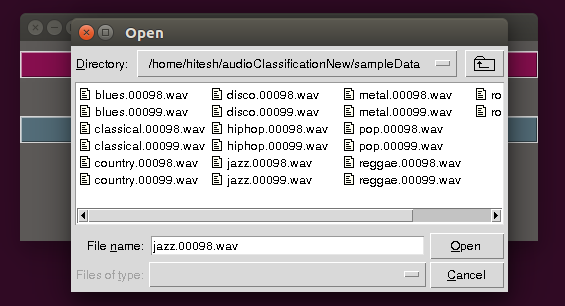 Open
Directory: /home/hitesh/audioClassificationNew/sampleData
blues.00098.wav disco.00098.wav metal.00098.wav ro
blues.00099.wav disco.00099.wav metal.00099.wav ro
classical.00098.wav hiphop.00098.wav pop.00098.wav
classical.00099.wav hiphop.00099.wav pop.00099.wav
country.00098.wav jazz.00098.wav reggae.00098.wav
country.00099.wav jazz.00099.wav reggae.00099.wav
File name: jazz.00098.wav Open
Files of type: Cancel